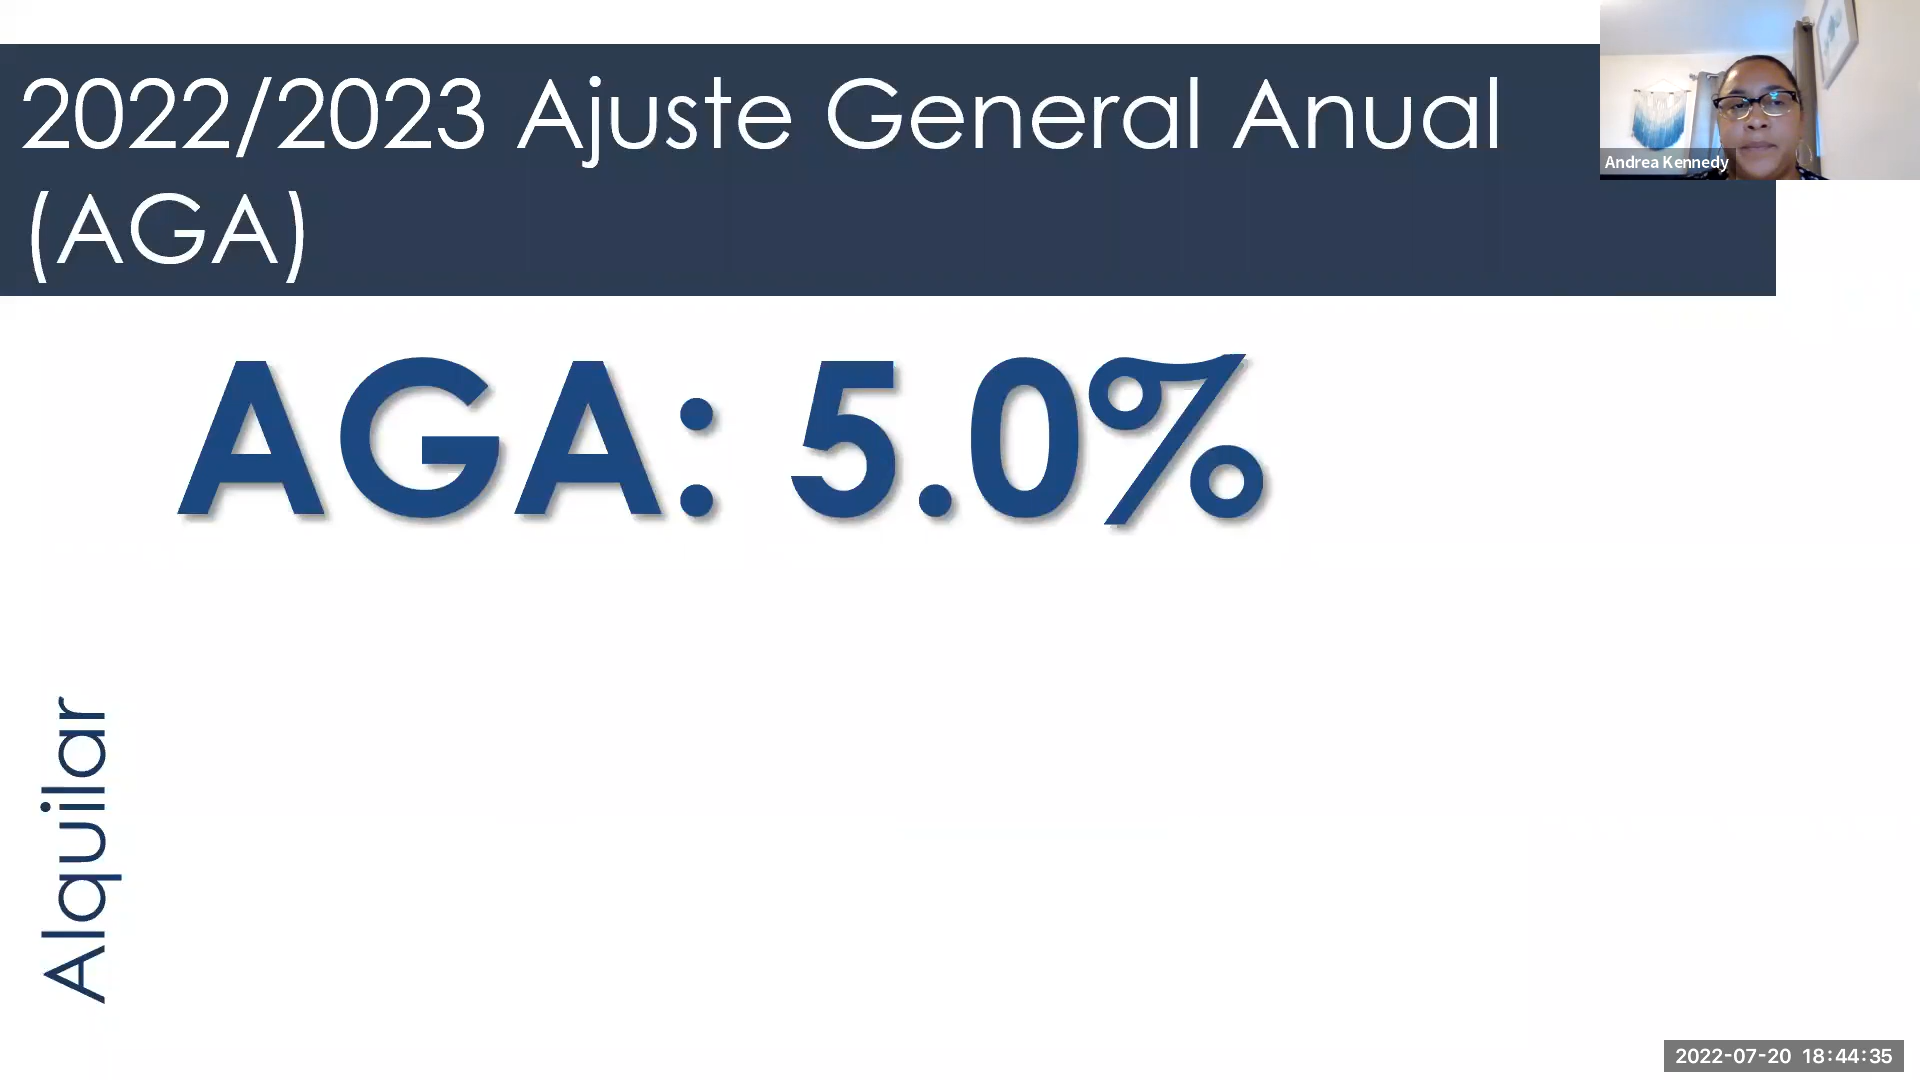 2022/2023 Ajuste General Anual
(AGA)
Andrea Kennedy
AGA: 5.0%
Alquilar
2022-07-20 18:44:35